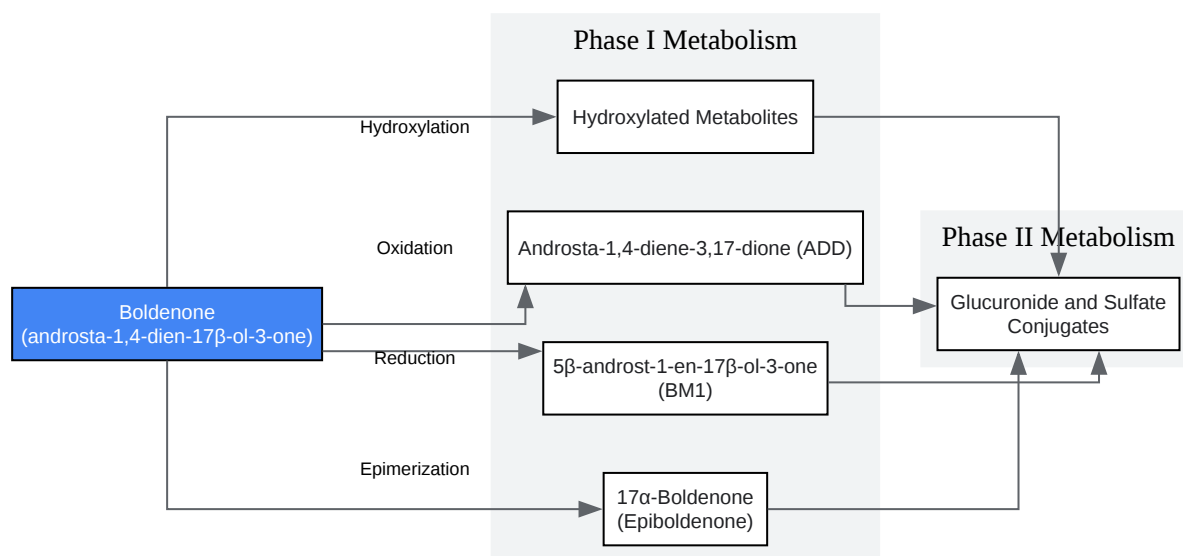 Phase I Metabolism
Hydroxylated Metabolites
Hydroxylation
Androsta-1,4-diene-3,17-dione (ADD)
Oxidation
Phase II Metabolism
Boldenone
(androsta-1,4-dien-17β-ol-3-one)
Glucuronide and Sulfate
Conjugates
Reduction
5β-androst-1-en-17β-ol-3-one
(BM1)
Epimerization
17α-Boldenone
(Epiboldenone)